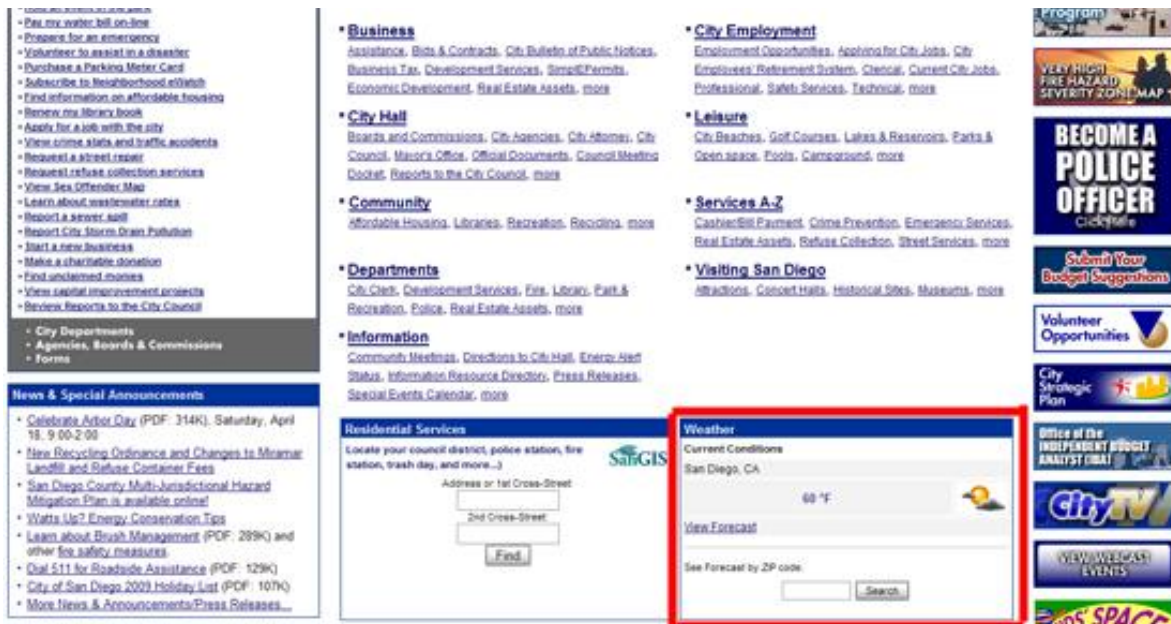 • Pay my water bill on-line
• Prepare for an emergency
• Volunteer to assist in a disaster
• Purchase a Parking Meter Card
• Subscribe to Neighborhood eWatch
• Find information on affordable housing
• Renew my library book
• Apply for a job with the city
• View crime stats and traffic accidents
• Request a street repair
• Request refuse collection services
• View Sex Offender Map
• Learn about wastewater rates
• Report a sewer spill
• Report City Storm Drain Pollution
• Start a new business
• Make a charitable donation
• Find unclaimed monies
• View capital improvement projects
• Review Reports to the City Council
• City Departments
• Agencies, Boards & Commissions
• Forms
News & Special Announcements
• Celebrate Arbor Day (PDF: 314K), Saturday, April
18, 9:00-2:00
• New Recycling Ordinance and Changes to Miramar
Landfill and Refuse Container Fees
• San Diego County Multi-Jurisdictional Hazard
Mitigation Plan is available online!
• Watts Up? Energy Conservation Tips
• Learn about Brush Management (PDF: 289K) and
other fire safety measures.
• Dial 511 for Roadside Assistance (PDF: 129K)
• City of San Diego 2009 Holiday List (PDF: 107K)
• More News & Announcements/Press Releases...
• Business
Assistance, Bids & Contracts, City Bulletin of Public Notices,
Business Tax, Development Services, SimplEPermits,
Economic Development, Real Estate Assets, more
• City Hall
Boards and Commissions, City Agencies, City Attorney, City
Council, Mayor's Office, Official Documents, Council Meeting
Docket, Reports to the City Council, more
• Community
Affordable Housing, Libraries, Recreation, Recycling, more
• Departments
City Clerk, Development Services, Fire, Library, Park &
Recreation, Police, Real Estate Assets, more
• Information
Community Meetings, Directions to City Hall, Energy Alert
Status, Information Resource Directory, Press Releases,
Special Events Calendar, more
• City Employment
Employment Opportunities, Applying for City Jobs, City
Employees' Retirement System, Clerical, Current City Jobs,
Professional, Safety Services, Technical, more
• Leisure
City Beaches, Golf Courses, Lakes & Reservoirs, Parks &
Open space, Pools, Campground, more
• Services A-Z
Cashier/Bill Payment, Crime Prevention, Emergency Services,
Real Estate Assets, Refuse Collection, Street Services, more
• Visiting San Diego
Attractions, Concert Halls, Historical Sites, Museums, more
Residential Services
Locate your council district, police station, fire
station, trash day, and more...)
SanGIS
Address or 1st Cross-Street
2nd Cross-Street
Find
Weather
Current Conditions
San Diego, CA
60 °F
View Forecast
See Forecast by ZIP code.
Search
Program
VERY HIGH
FIRE HAZARD
SEVERITY ZONE MAP
BECOME A
POLICE
OFFICER
Click Here
Submit Your
Budget Suggestions
Volunteer
Opportunities
City
Strategic
Plan
Office of the
INDEPENDENT BUDGET
ANALYST (IBA)
CityTV
VIEW WEBCAST
EVENTS
KIDS' SPACE